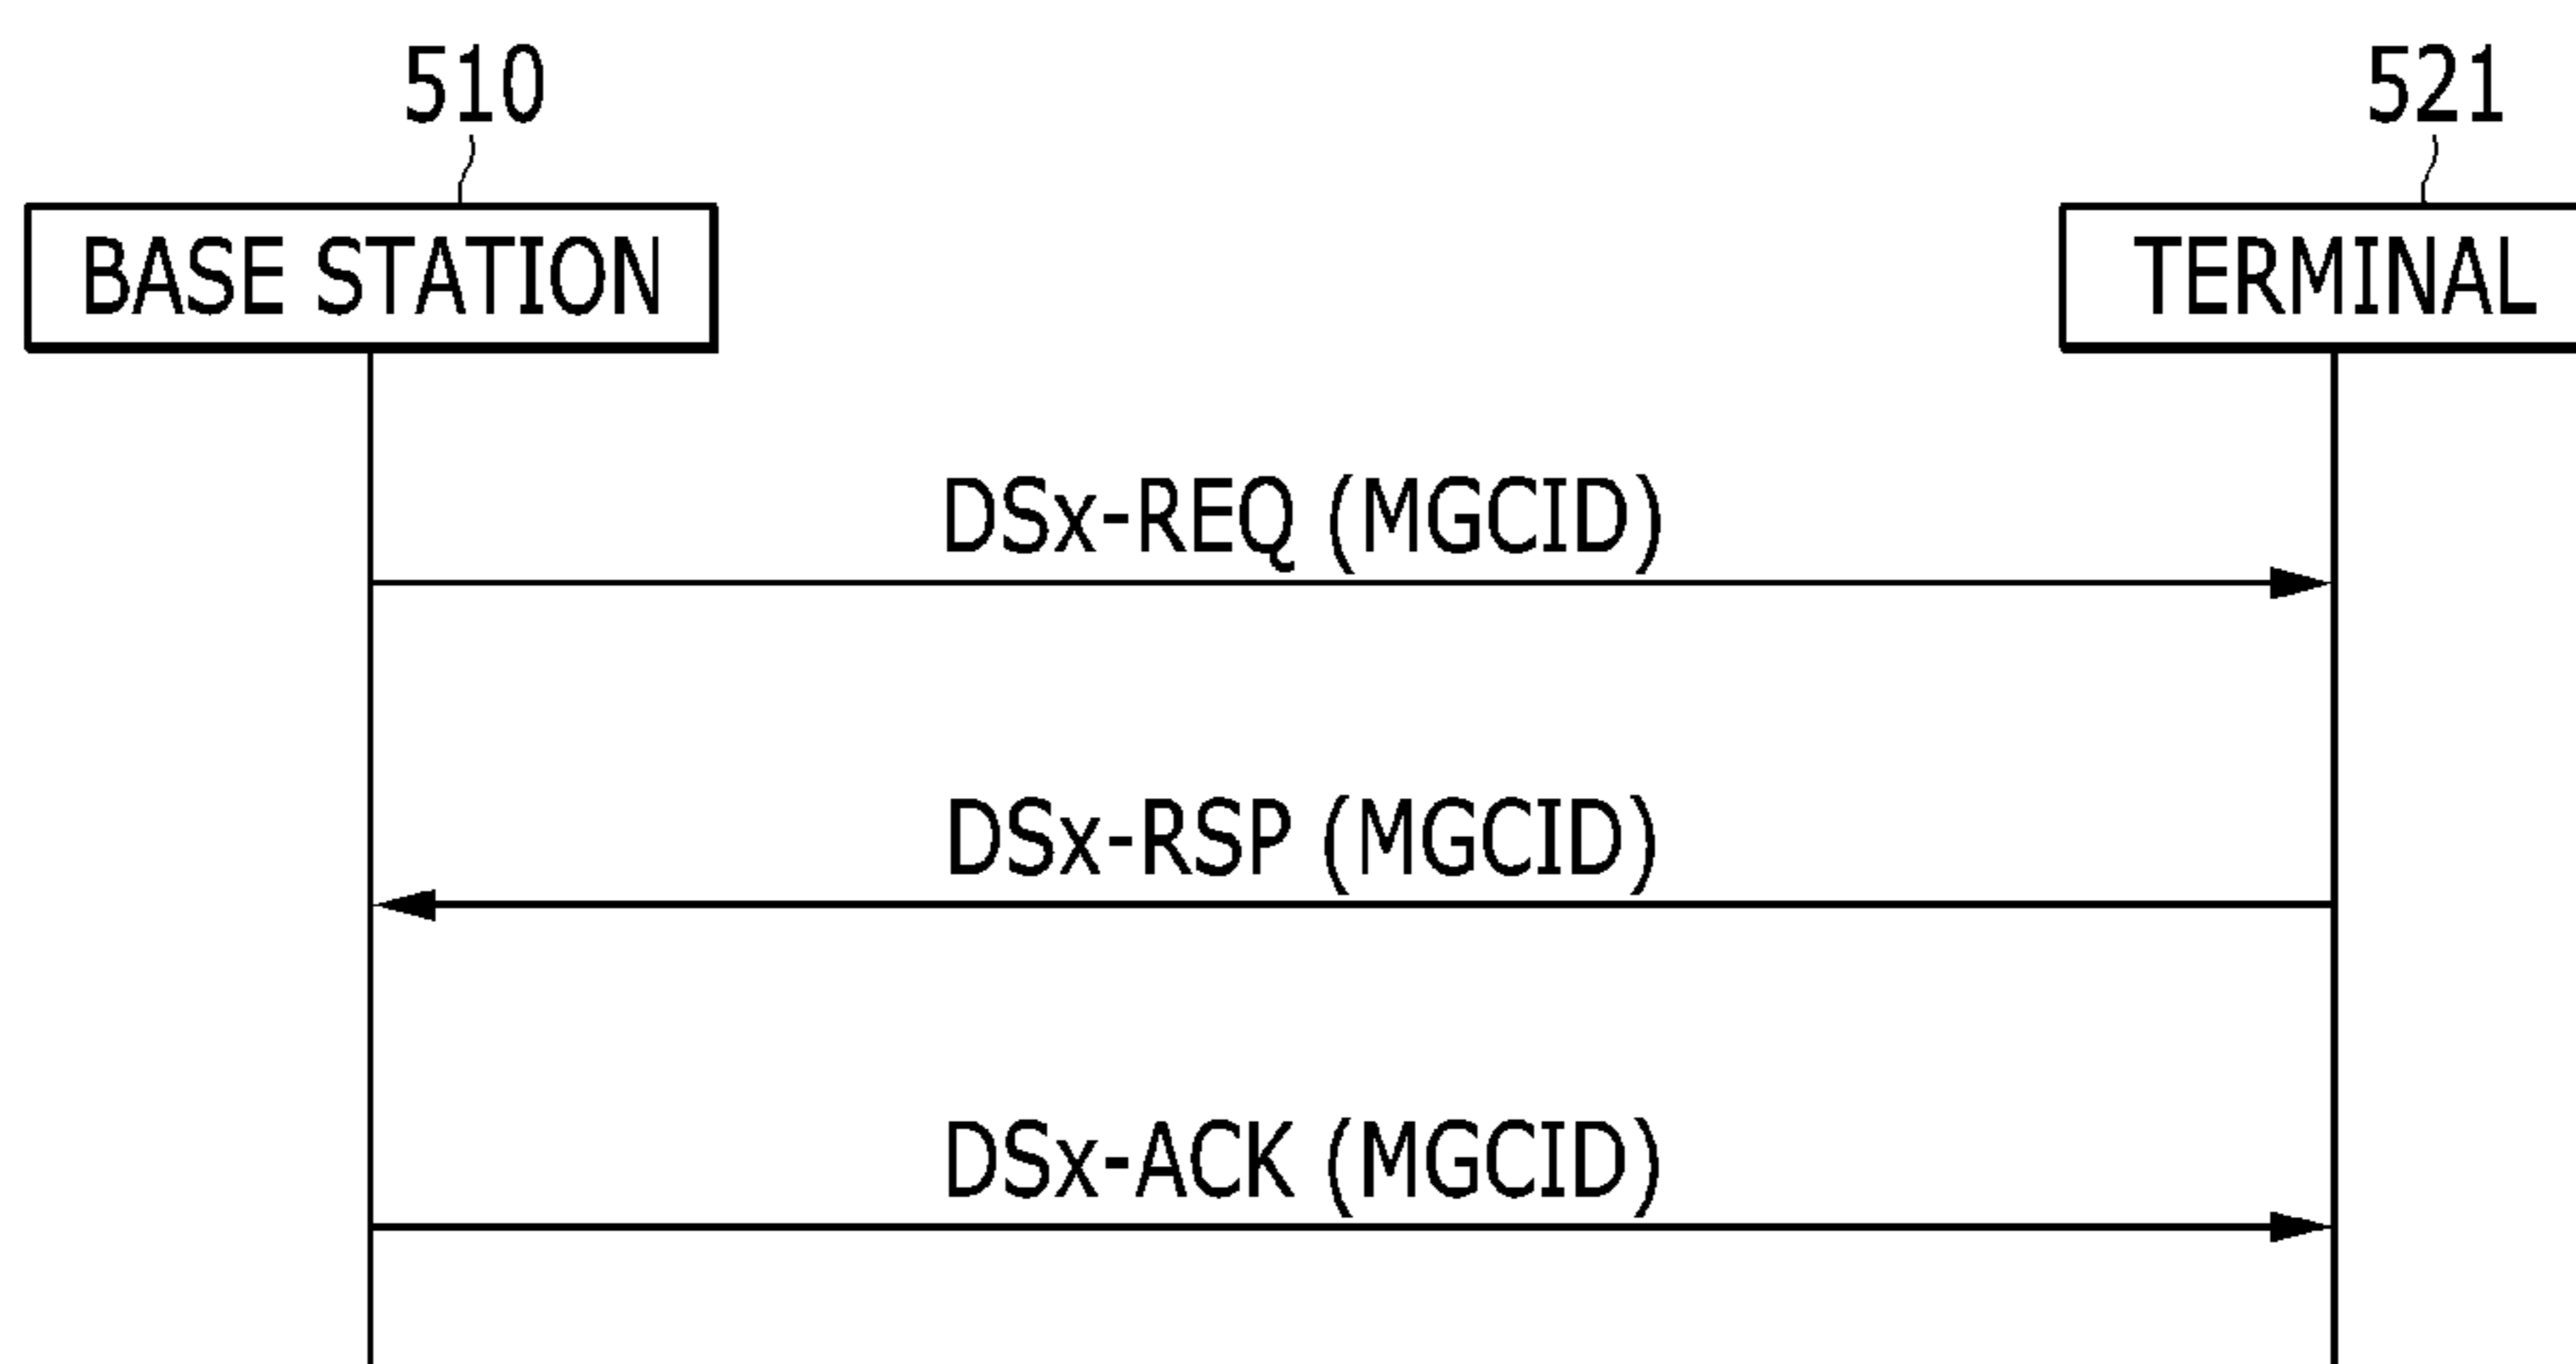 510
521
BASE STATION
TERMINAL
DSx-REQ (MGCID)
DSx-RSP (MGCID)
DSx-ACK (MGCID)